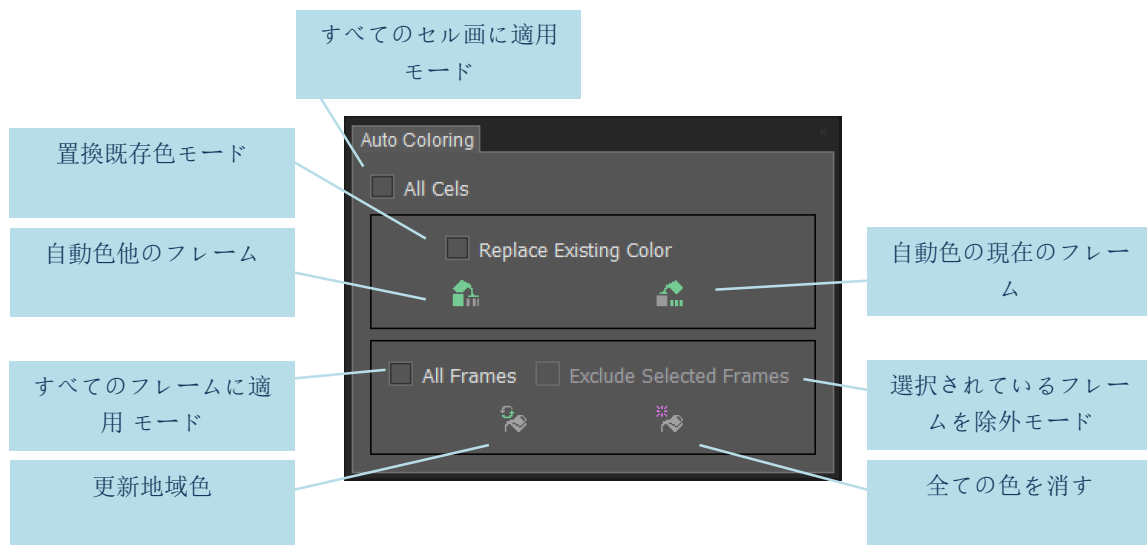 すべてのセル画に適用
モード
置換既存色モード
自動色他のフレーム
すべてのフレームに適
用 モード
更新地域色
Auto Coloring
<
All Cels
Replace Existing Color
All Frames
Exclude Selected Frames
自動色の現在のフレー
ム
選択されているフレー
ムを除外モード
全ての色を消す